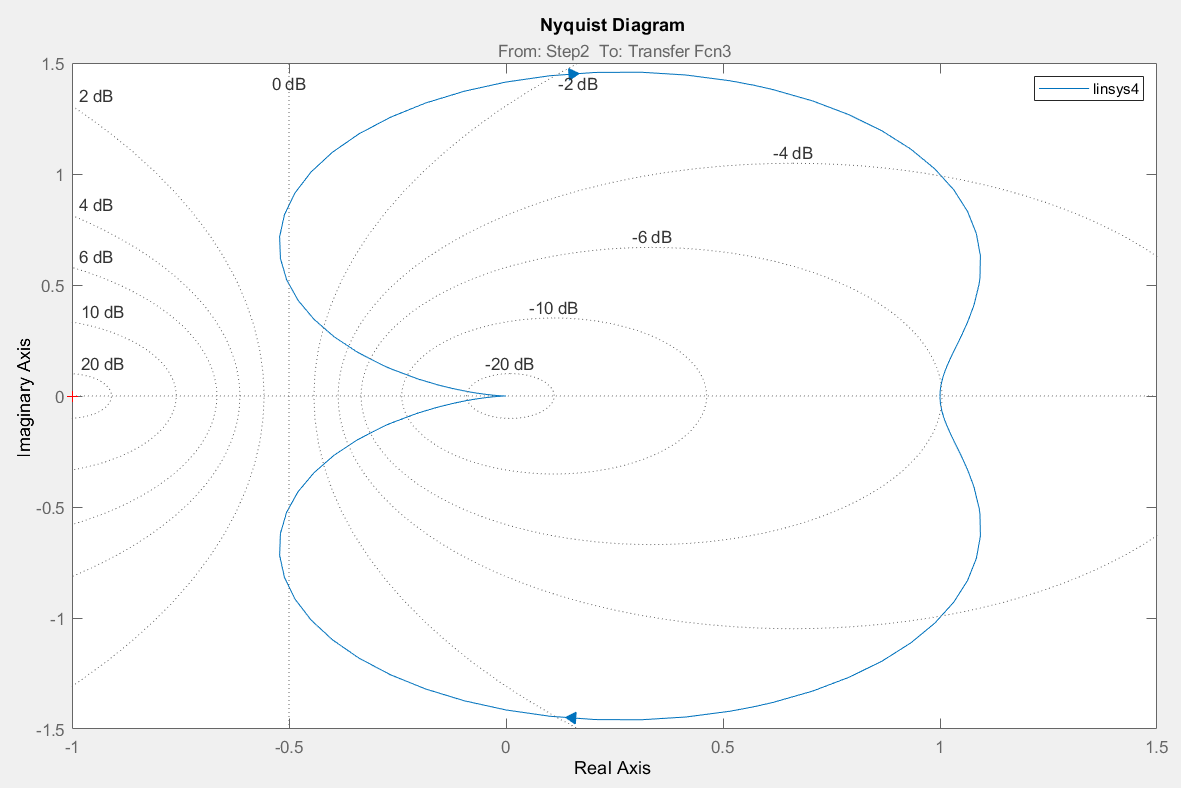 Nyquist Diagram
From: Step2 To: Transfer Fcn3
linsys4
2 dB
0 dB
-2 dB
-4 dB
4 dB
-6 dB
6 dB
10 dB
-10 dB
20 dB
-20 dB
1.5
1
0.5
0
-0.5
-1
-1.5
Imaginary Axis
-1
-0.5
0
0.5
1
1.5
Real Axis